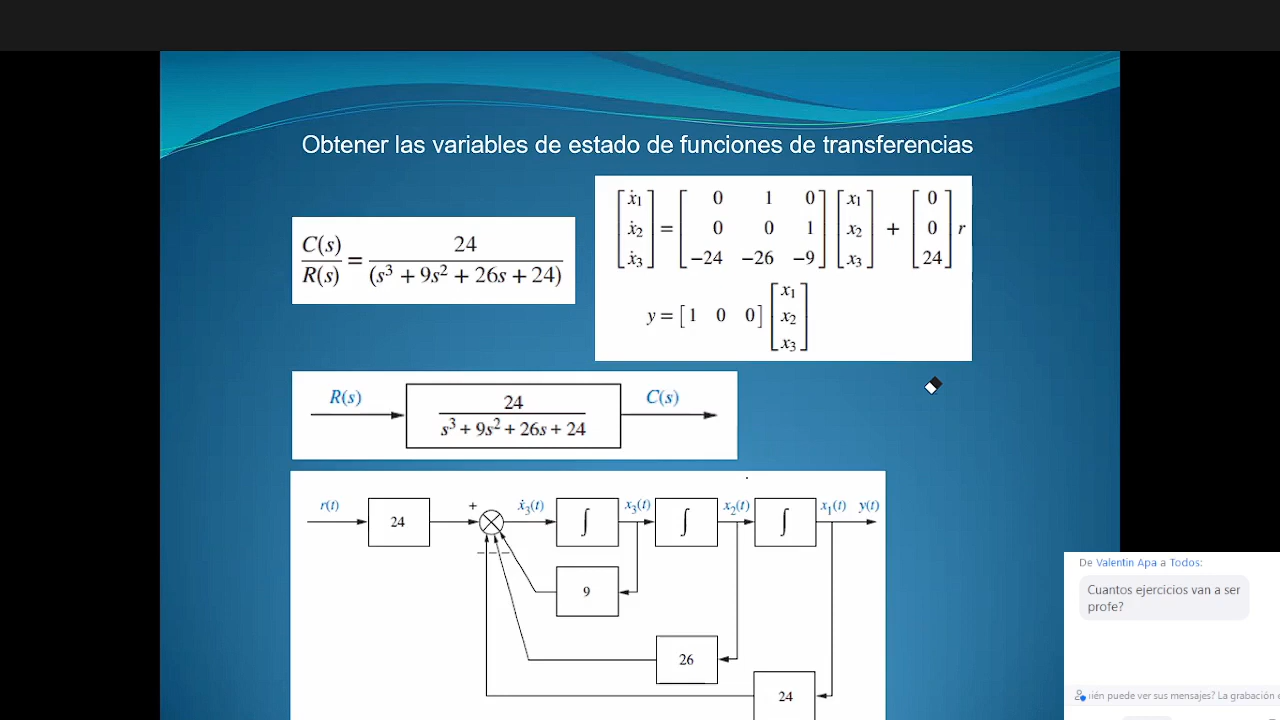 Obtener las variables de estado de funciones de transferencias
C(s)/R(s) = 24/(s³ + 9s² + 26s + 24)
[ẋ₁ ẋ₂ ẋ₃] = [0 1 0; 0 0 1; −24 −26 −9] [x₁ x₂ x₃] + [0 0 24] r
y = [1 0 0] [x₁ x₂ x₃]
R(s) 24/(s³ + 9s² + 26s + 24) C(s)
r(t) 24 + ẋ₃(t) ∫ x₃(t) ∫ x₂(t) ∫ x₁(t) y(t)
− − −
9
26
24
De Valentin Apa a Todos:
Cuantos ejercicios van a ser
profe?
puede ver sus mensajes? La grabación